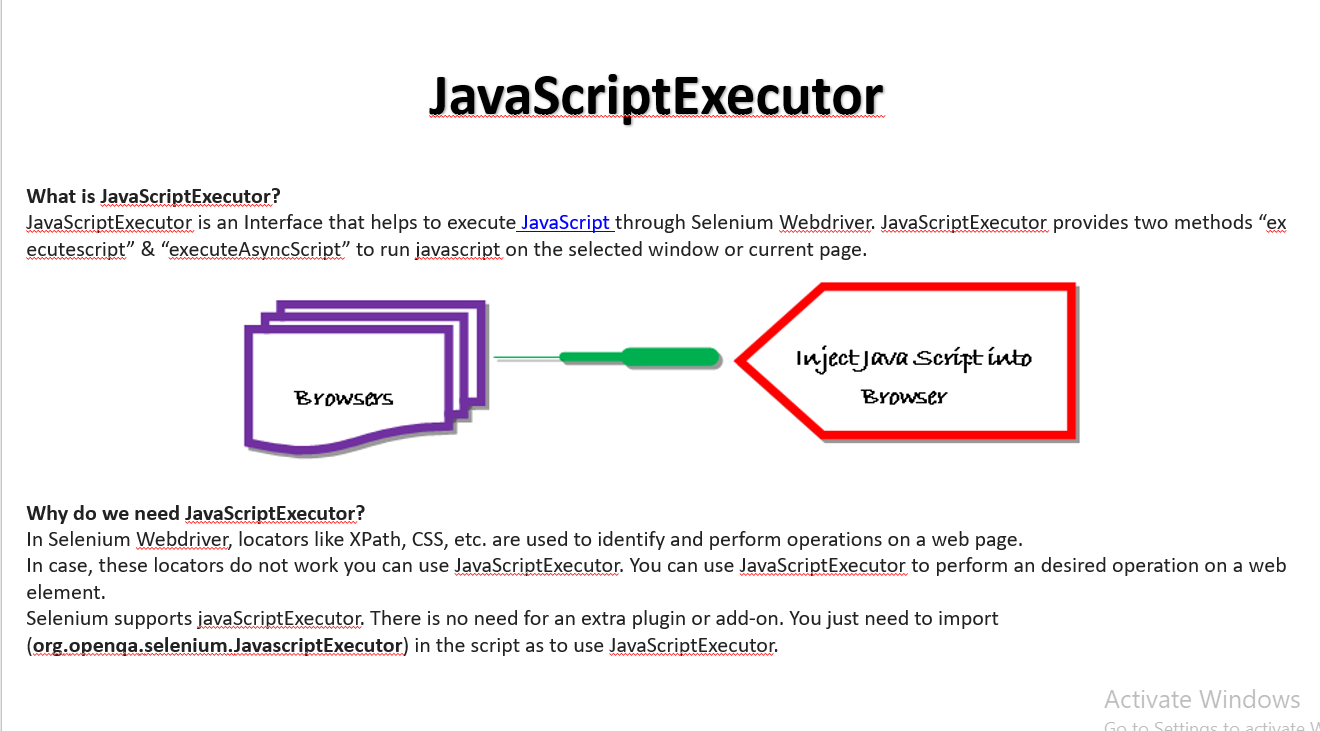 JavaScriptExecutor
What is JavaScriptExecutor?
JavaScriptExecutor is an Interface that helps to execute JavaScript through Selenium Webdriver. JavaScriptExecutor provides two methods “ex
ecutescript” & “executeAsyncScript” to run javascript on the selected window or current page.
Browsers
Inject Java Script into
Browser
Why do we need JavaScriptExecutor?
In Selenium Webdriver, locators like XPath, CSS, etc. are used to identify and perform operations on a web page.
In case, these locators do not work you can use JavaScriptExecutor. You can use JavaScriptExecutor to perform an desired operation on a web
element.
Selenium supports javaScriptExecutor. There is no need for an extra plugin or add-on. You just need to import
(org.openqa.selenium.JavascriptExecutor) in the script as to use JavaScriptExecutor.
Activate Windows
Go to Settings to activate